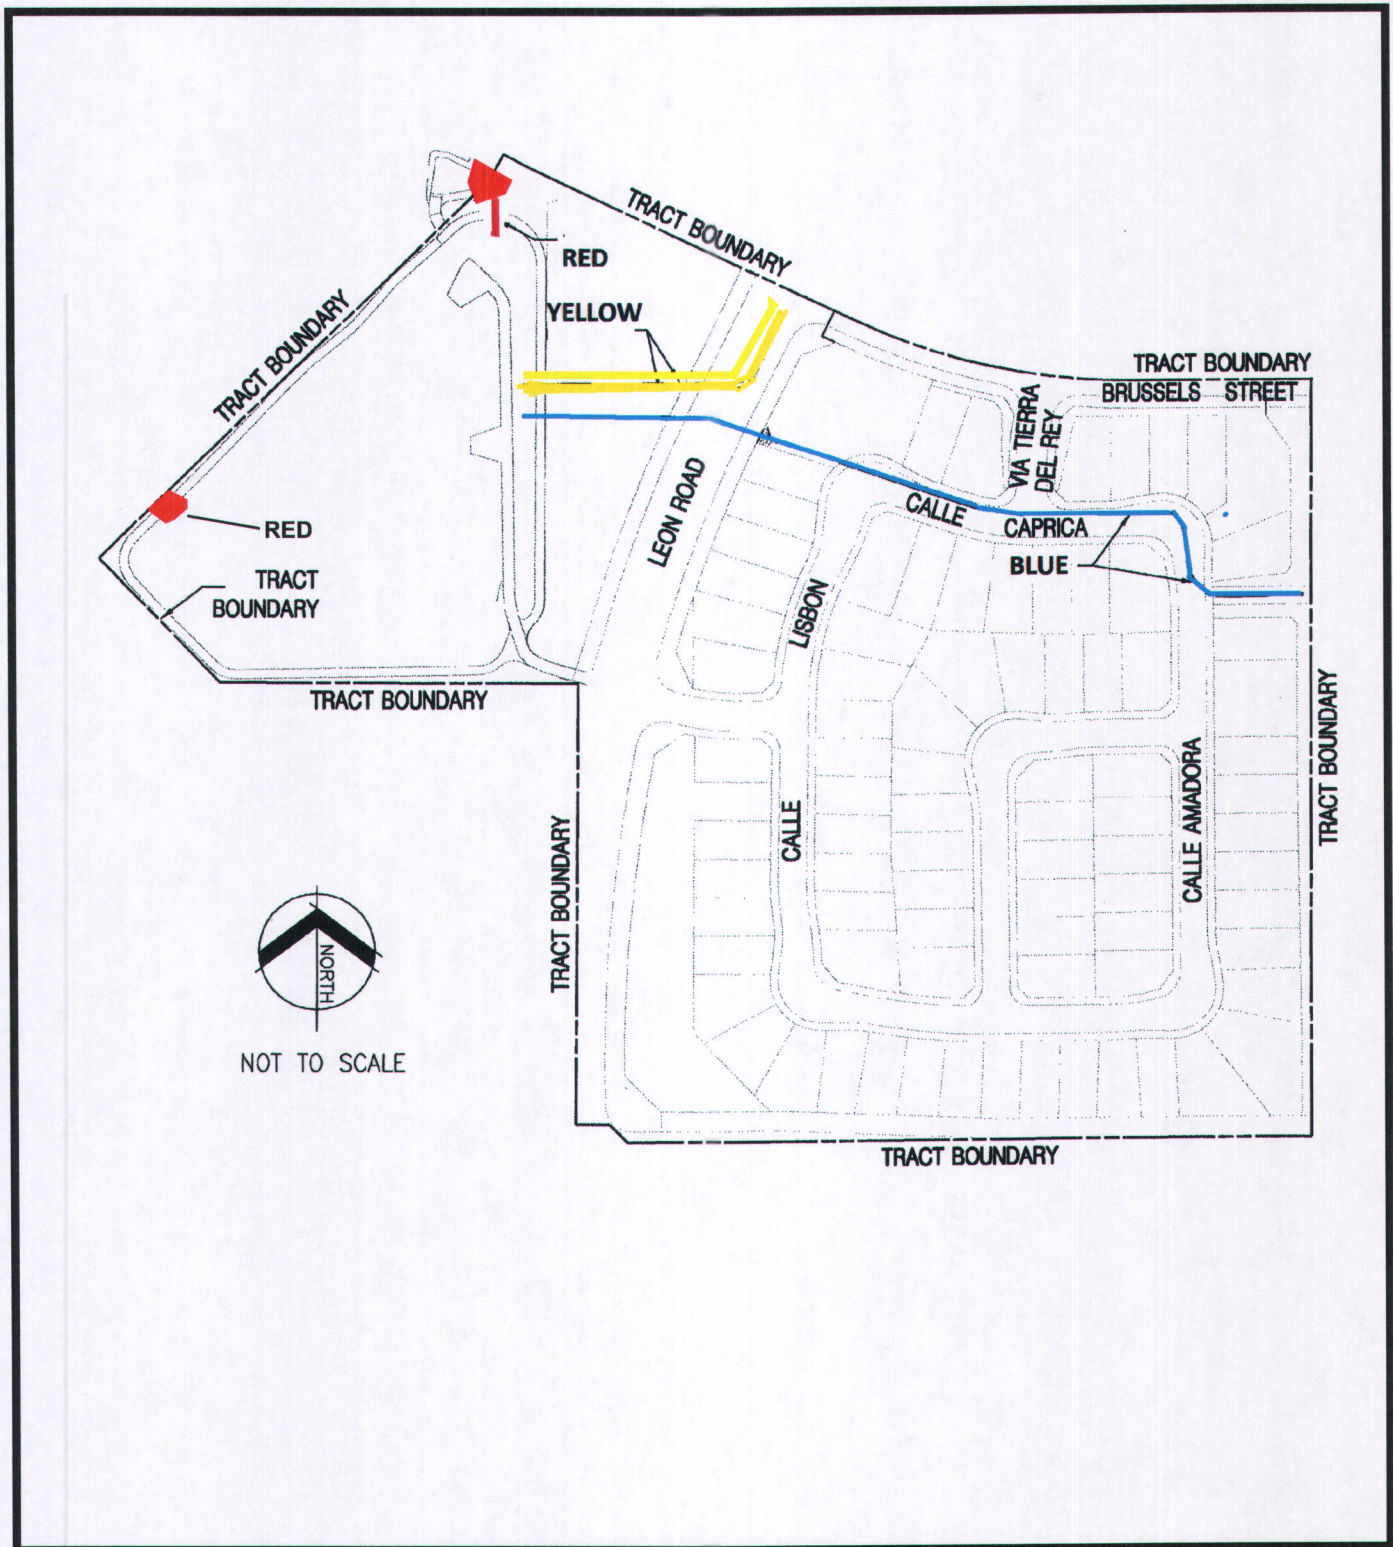 TRACT BOUNDARY
RED
YELLOW
TRACT BOUNDARY
TRACT BOUNDARY
BRUSSELS STREET
VIA TIERRA
DEL REY
LEON ROAD
CALLE
CAPRICA
BLUE
RED
TRACT
BOUNDARY
LISBON
TRACT BOUNDARY
TRACT BOUNDARY
CALLE
CALLE AMADORA
TRACT BOUNDARY
NORTH
NOT TO SCALE
TRACT BOUNDARY
TRACT BOUNDARY